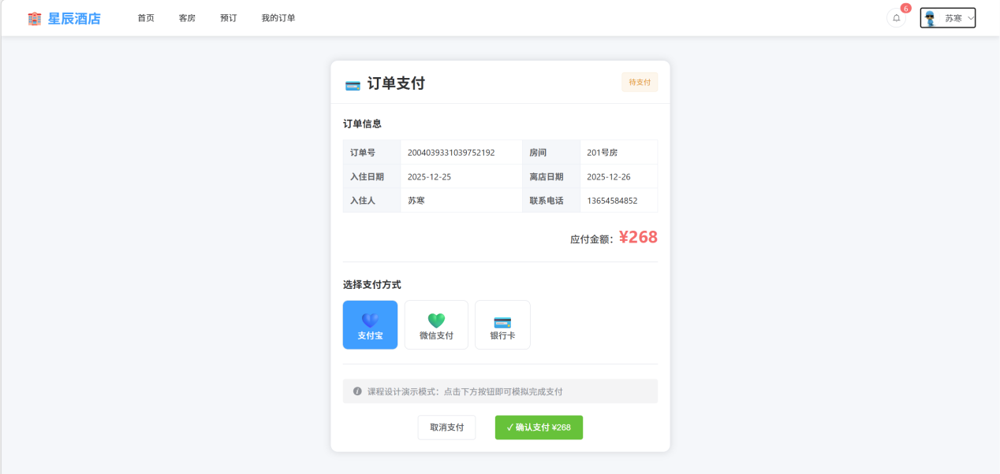 星辰酒店 首页 客房 预订 我的订单 6 苏寒
订单支付 待支付
订单信息
订单号 2004039331039752192 房间 201号房
入住日期 2025-12-25 离店日期 2025-12-26
入住人 苏寒 联系电话 13654584852
应付金额：¥268
选择支付方式
支付宝 微信支付 银行卡
课程设计演示模式：点击下方按钮即可模拟完成支付
取消支付 ✓ 确认支付 ¥268